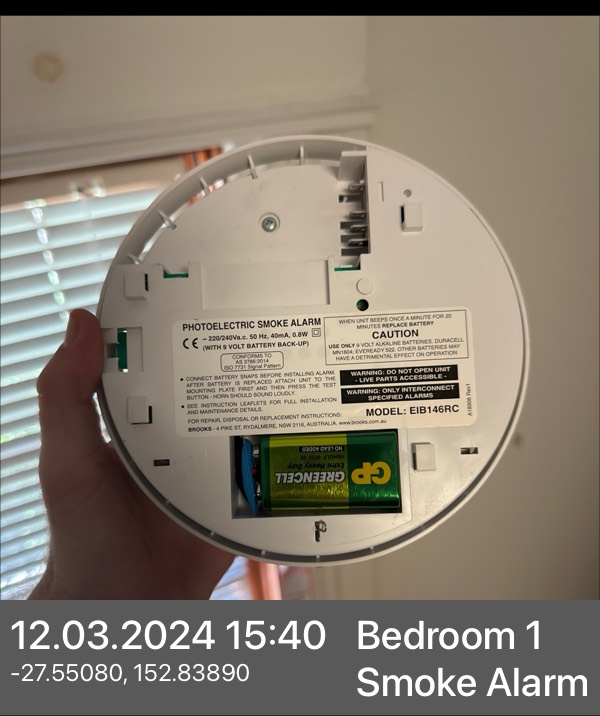 PHOTOELECTRIC SMOKE ALARM
CE ~ 220/240Va.c. 50 Hz, 40mA, 0.8W
(WITH 9 VOLT BATTERY BACK-UP)
CONFORMS TO
AS 3786:2014
ISO 7731 Signal Pattern
• CONNECT BATTERY SNAPS BEFORE INSTALLING ALARM.
AFTER BATTERY IS REPLACED ATTACH UNIT TO THE
MOUNTING PLATE FIRST AND THEN PRESS THE TEST
BUTTON - HORN SHOULD SOUND LOUDLY.
• SEE INSTRUCTION LEAFLETS FOR FULL INSTALLATION
AND MAINTENANCE DETAILS.
FOR REPAIR, DISPOSAL OR REPLACEMENT INSTRUCTIONS:
BROOKS - 4 PIKE ST, RYDALMERE, NSW 2116, AUSTRALIA. www.brooks.com.au
WHEN UNIT BEEPS ONCE A MINUTE FOR 20
MINUTES REPLACE BATTERY
CAUTION
USE ONLY 9 VOLT ALKALINE BATTERIES. DURACELL
MN1604; EVEREADY 522. OTHER BATTERIES MAY
HAVE A DETRIMENTAL EFFECT ON OPERATION
WARNING: DO NOT OPEN UNIT
- LIVE PARTS ACCESSIBLE -
WARNING: ONLY INTERCONNECT
SPECIFIED ALARMS
MODEL: EIB146RC
GP
GREENCELL
Extra Heavy Duty
NO LEAD ADDED
12.03.2024 15:40
-27.55080, 152.83890
Bedroom 1
Smoke Alarm